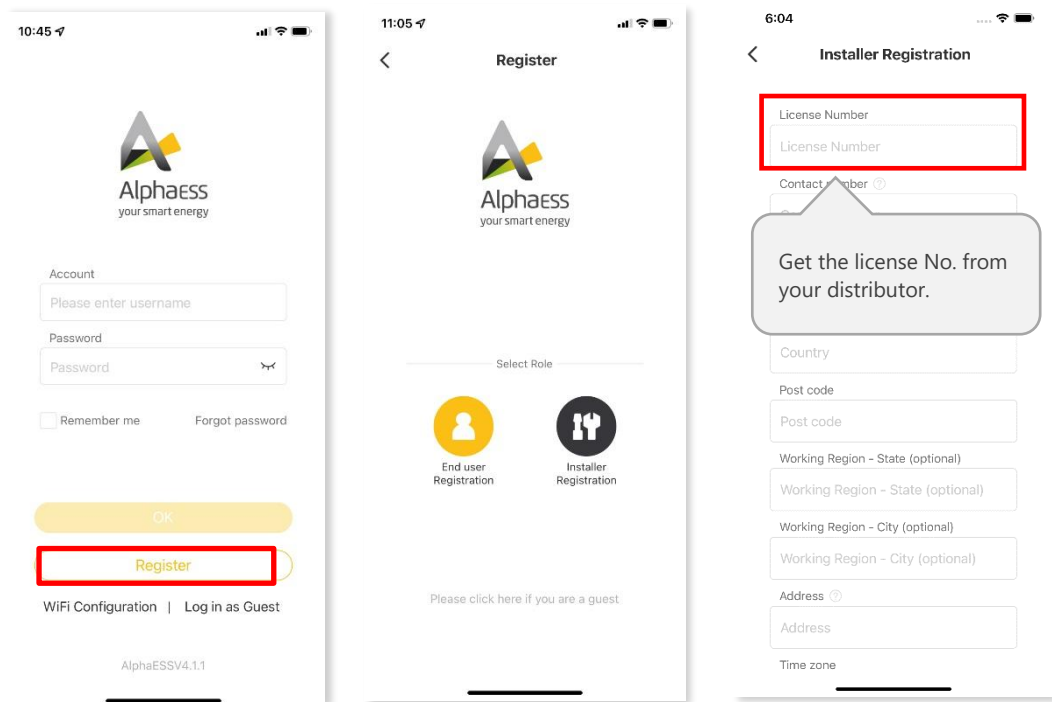 10:45
Alphaess
your smart energy
Account
Please enter username
Password
Password
Remember me
Forgot password
OK
Register
WiFi Configuration | Log in as Guest
AlphaESSV4.1.1
11:05
Register
Alphaess
your smart energy
Select Role
End user
Registration
Installer
Registration
Please click here if you are a guest
6:04
Installer Registration
License Number
License Number
Contact
Get the license No. from
your distributor.
Country
Post code
Post code
Working Region – State (optional)
Working Region – State (optional)
Working Region – City (optional)
Working Region – City (optional)
Address
Address
Time zone